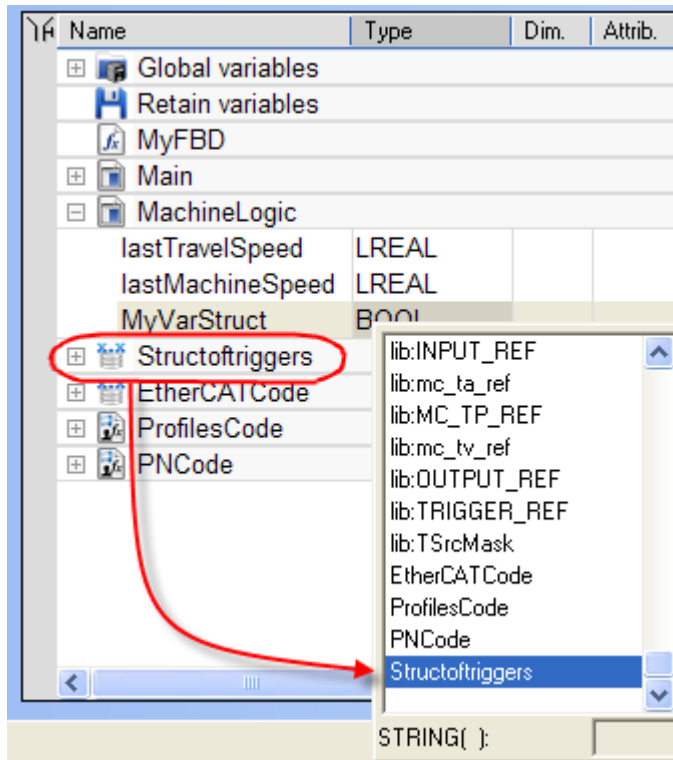 Name Type Dim. Attrib.
Global variables
Retain variables
MyFBD
Main
MachineLogic
lastTravelSpeed LREAL
lastMachineSpeed LREAL
MyVarStruct BOOL
Structoftriggers
EtherCATCode
ProfilesCode
PNCode
lib:INPUT_REF
lib:mc_ta_ref
lib:MC_TP_REF
lib:mc_tv_ref
lib:OUTPUT_REF
lib:TRIGGER_REF
lib:TSrcMask
EtherCATCode
ProfilesCode
PNCode
Structoftriggers
STRING( ):